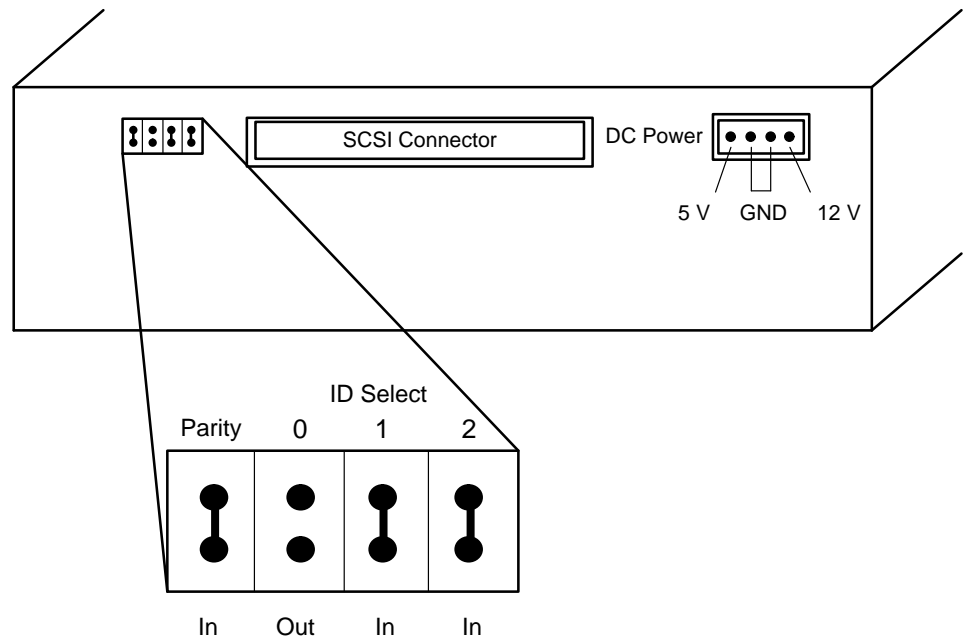 SCSI Connector
DC Power
5 V GND 12 V
ID Select
Parity 0 1 2
In Out In In